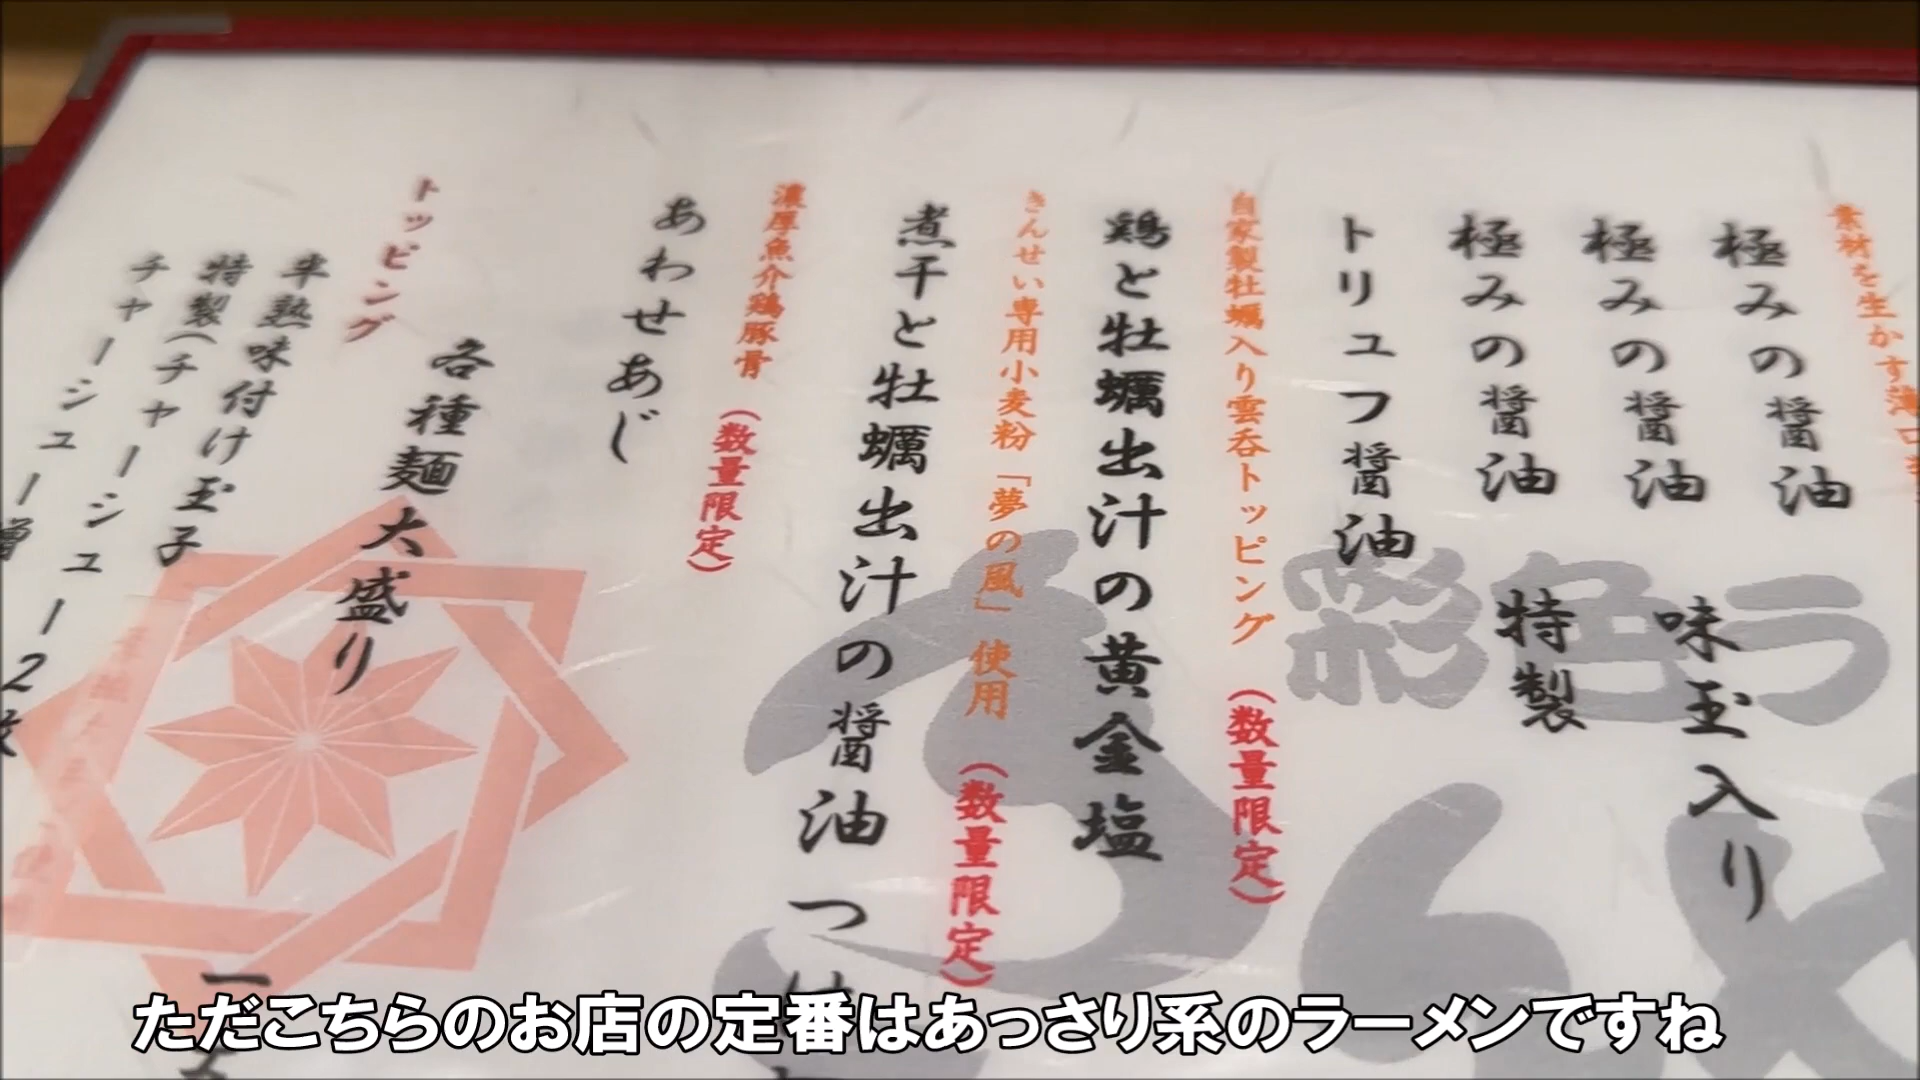 素材を生かす薄口
極みの醤油
極みの醤油 味玉入り
極みの醤油 特製
トリュフ醤油
自家製牡蠣入り雲呑トッピング (数量限定)
鶏と牡蠣出汁の黄金塩
きんせい専用小麦粉「夢の風」使用 (数量限定)
煮干と牡蠣出汁の醤油つけ
濃厚魚介鶏豚骨 (数量限定)
あわせあじ
各種麺大盛り
トッピング
半熟味付け玉子
特製(チャーシュー
チャーシュー増し2枚
彩色ラ
ただこちらのお店の定番はあっさり系のラーメンですね